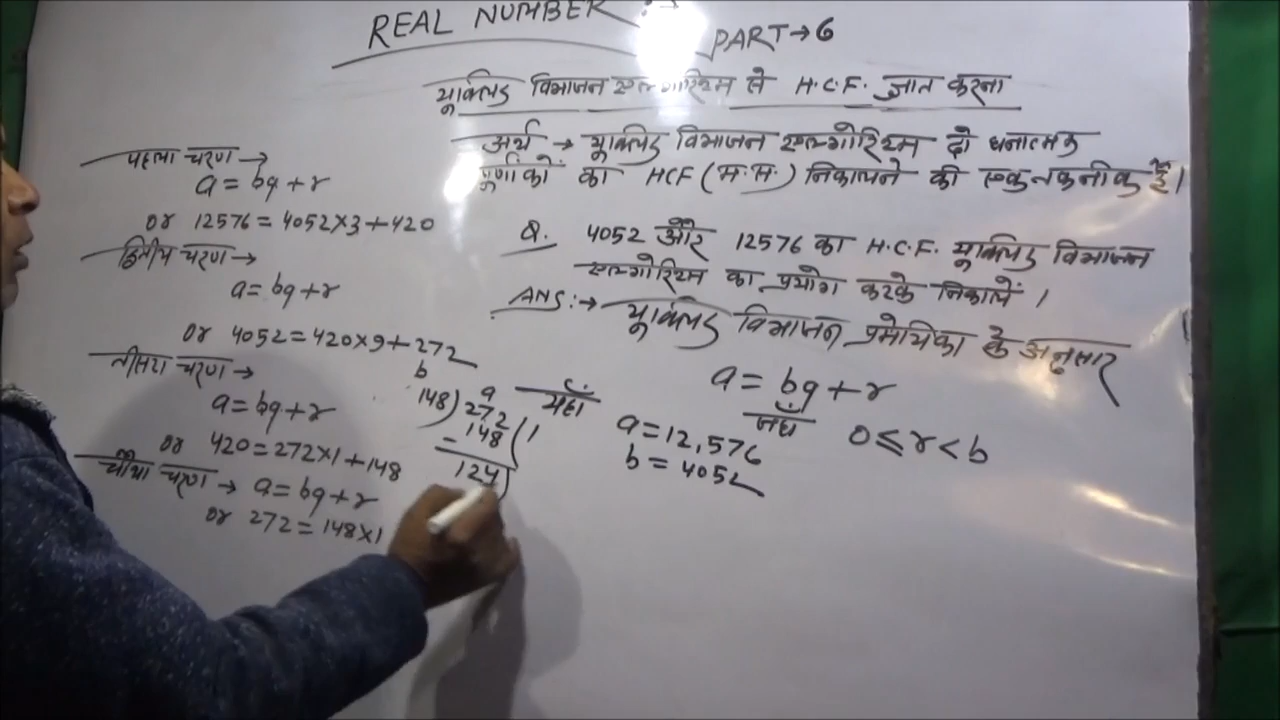 REAL NUMBER :→
PART→6
यूक्लिड विभाजन एल्गोरिथ्म से H.C.F. ज्ञात करना
अर्थ → यूक्लिड विभाजन एल्गोरिथ्म दो धनात्मक
पूर्णांकों का HCF (म.स.) निकालने की एक तकनीक है।
Q. 4052 और 12576 का H.C.F. यूक्लिड विभाजन
एल्गोरिथ्म का प्रयोग करके निकालें ।
ANS:→ यूक्लिड विभाजन प्रमेयिका के अनुसार
a = bq + r
जहाँ 0 ≤ r < b
यहाँ
a = 12,576
b = 4052
पहला चरण →
a = bq + r
or 12576 = 4052×3 + 420
द्वितीय चरण →
a = bq + r
or 4052 = 420×9 + 272
तीसरा चरण →
a = bq + r
or 420 = 272×1 + 148
चौथा चरण → a = bq + r
or 272 = 148×1
b
a
148) 272 (1
- 148
124)